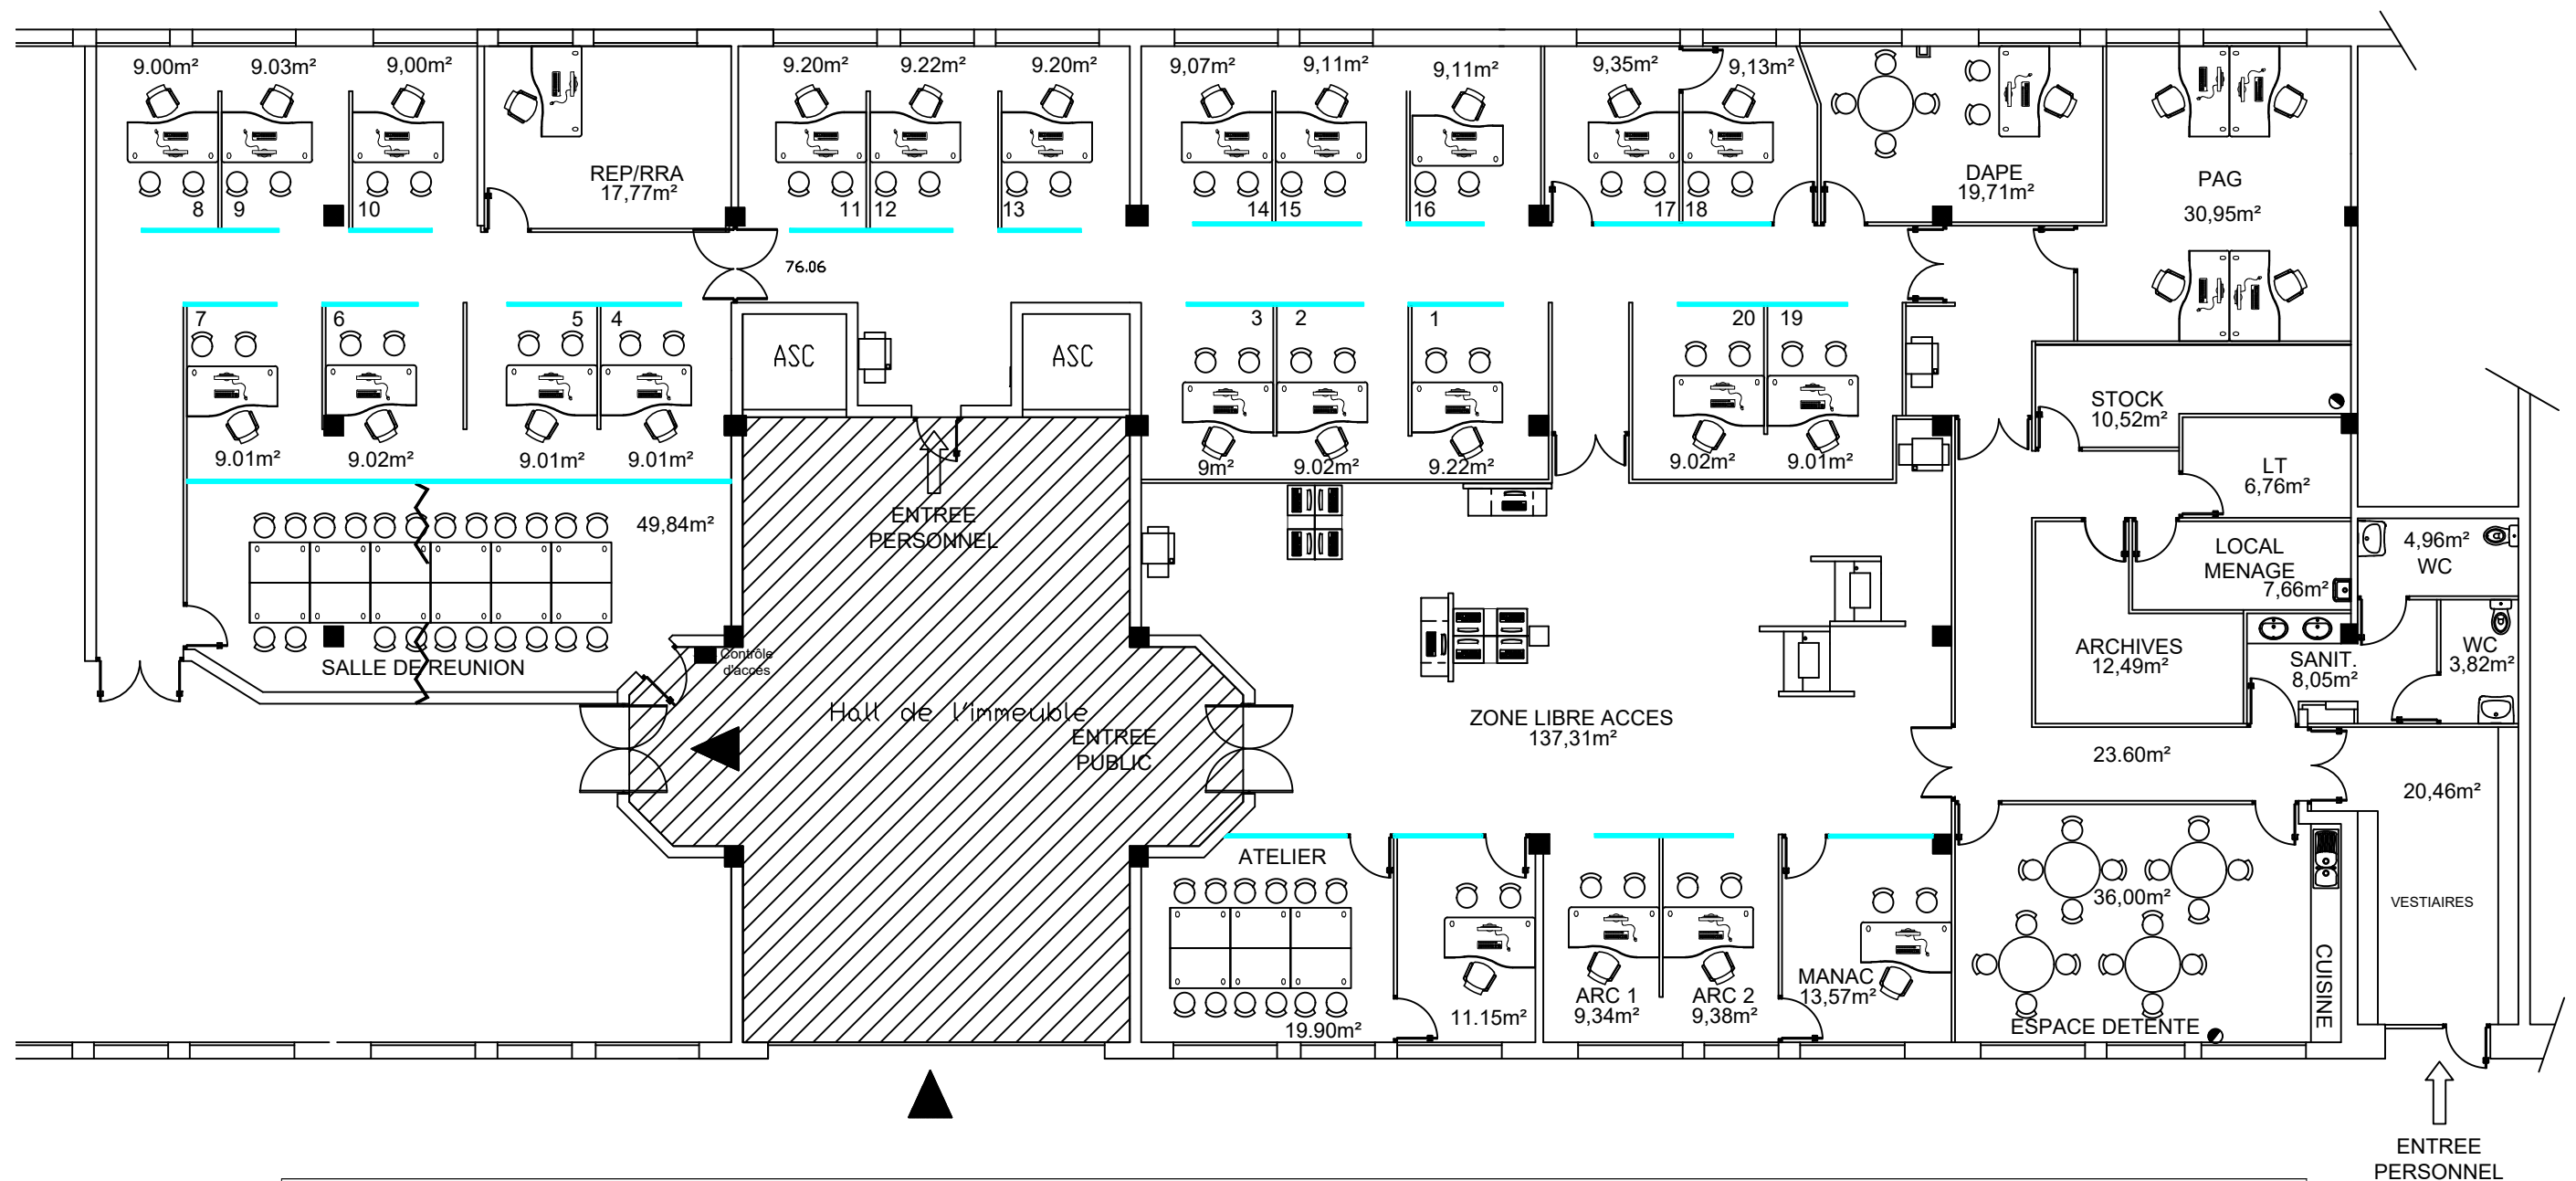 9.00m²
9.03m²
9,00m²
9.20m²
9.22m²
9.20m²
9,07m²
9,11m²
9,11m²
9,35m²
9,13m²
REP/RRA
17,77m²
DAPE
19,71m²
PAG
30,95m²
8
9
10
11
12
13
14
15
16
17
18
76.06
7
6
5
4
3
2
1
20
19
ASC
ASC
9.01m²
9.02m²
9.01m²
9.01m²
9m²
9.02m²
9.22m²
9.02m²
9.01m²
STOCK
10,52m²
LT
6,76m²
49,84m²
ENTREE
PERSONNEL
LOCAL
MENAGE
7,66m²
4,96m²
WC
SALLE DE REUNION
Contrôle
d'accès
ARCHIVES
12,49m²
SANIT.
8,05m²
WC
3,82m²
Hall de l'immeuble
ENTREE
PUBLIC
ZONE LIBRE ACCES
137,31m²
23.60m²
20,46m²
ATELIER
19.90m²
11.15m²
ARC 1
9,34m²
ARC 2
9,38m²
MANAC
13,57m²
36,00m²
ESPACE DETENTE
CUISINE
VESTIAIRES
ENTREE
PERSONNEL